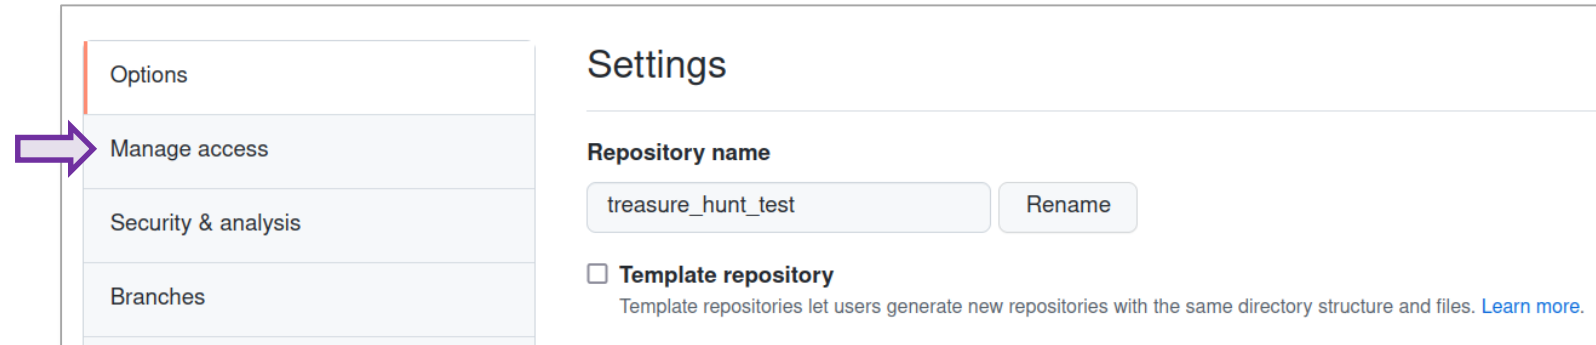 Options
Manage access
Security & analysis
Branches
Settings
Repository name
treasure_hunt_test
Rename
Template repository
Template repositories let users generate new repositories with the same directory structure and files. Learn more.